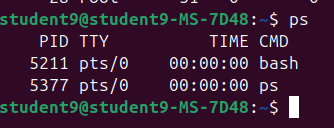 student9@student9-MS-7D48:~$ ps
    PID TTY          TIME CMD
   5211 pts/0    00:00:00 bash
   5377 pts/0    00:00:00 ps
student9@student9-MS-7D48:~$